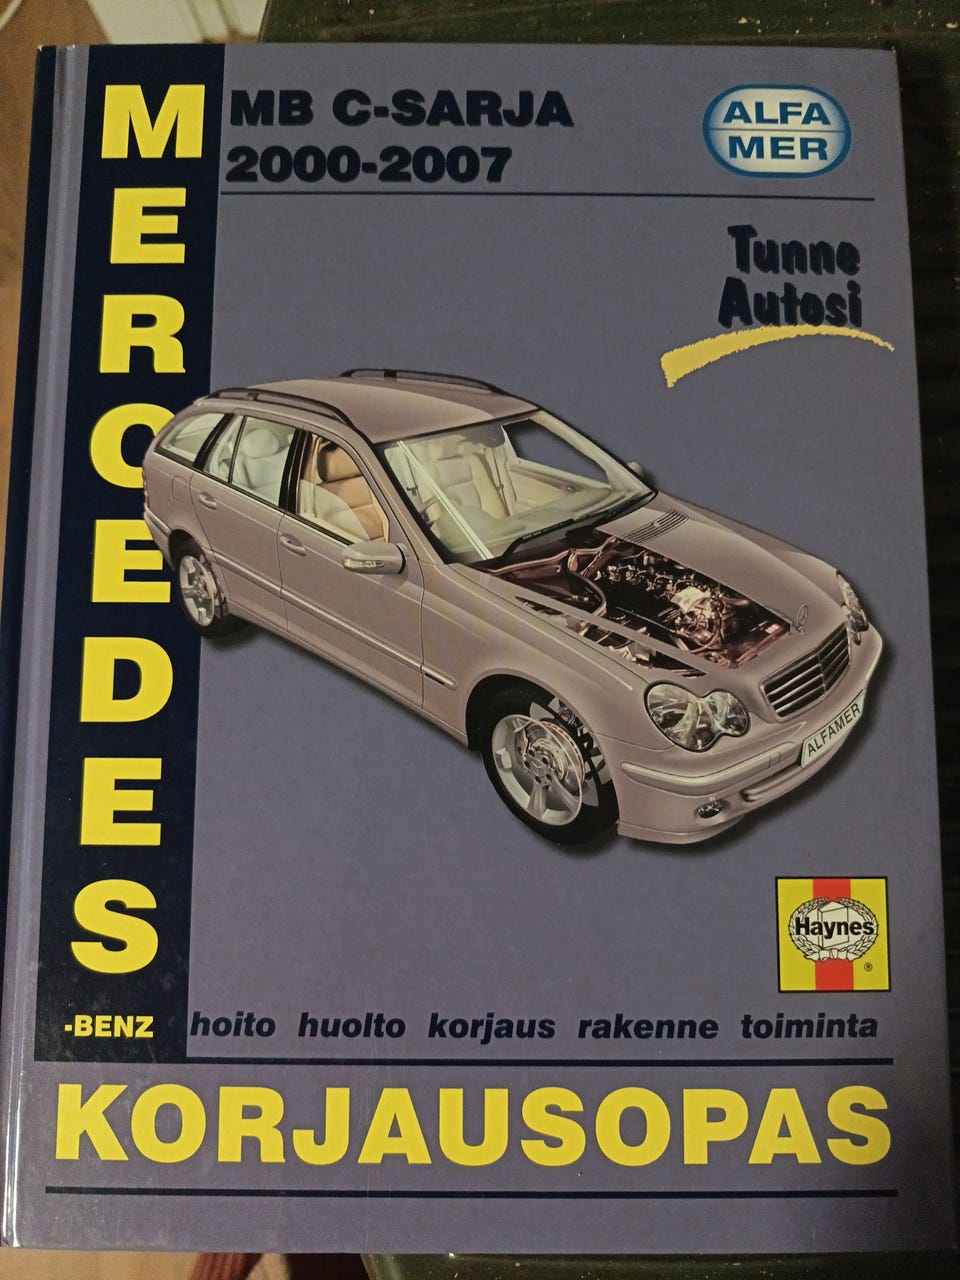 MERCEDES
-BENZ
MB C-SARJA
2000-2007
ALFA
MER
Tunne
Autosi
ALFAMER
Haynes
®
hoito huolto korjaus rakenne toiminta
KORJAUSOPAS